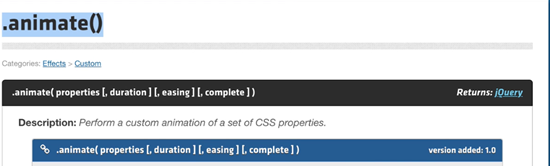 .animate()
Categories: Effects > Custom
.animate( properties [, duration ] [, easing ] [, complete ] ) Returns: jQuery
Description: Perform a custom animation of a set of CSS properties.
.animate( properties [, duration ] [, easing ] [, complete ] ) version added: 1.0